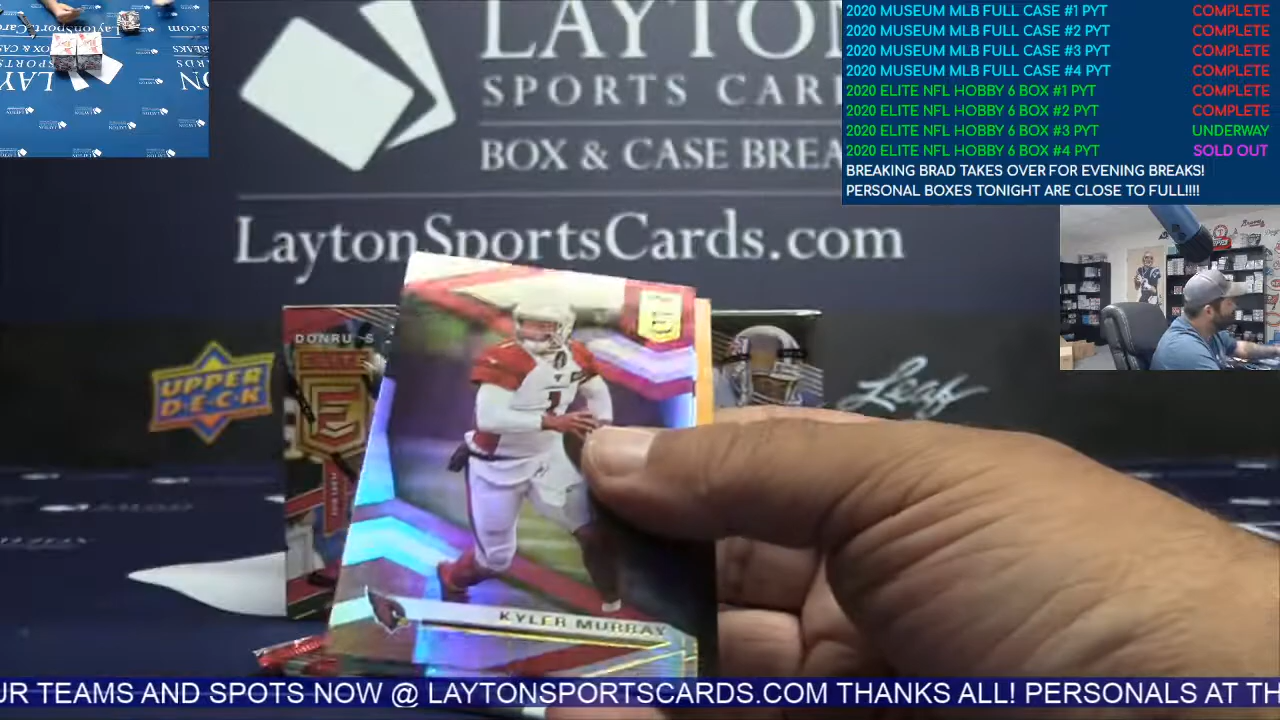 2020 MUSEUM MLB FULL CASE #1 PYT COMPLETE
2020 MUSEUM MLB FULL CASE #2 PYT COMPLETE
2020 MUSEUM MLB FULL CASE #3 PYT COMPLETE
2020 MUSEUM MLB FULL CASE #4 PYT COMPLETE
2020 ELITE NFL HOBBY 6 BOX #1 PYT COMPLETE
2020 ELITE NFL HOBBY 6 BOX #2 PYT COMPLETE
2020 ELITE NFL HOBBY 6 BOX #3 PYT UNDERWAY
2020 ELITE NFL HOBBY 6 BOX #4 PYT SOLD OUT
BREAKING BRAD TAKES OVER FOR EVENING BREAKS!
PERSONAL BOXES TONIGHT ARE CLOSE TO FULL!!!!
LAYTO
SPORTS CAR
BOX & CASE BREA
LaytonSportsCards.com
UPPER DECK
DONRUSS
ELITE
E
Leaf
KYLER MURRAY
UR TEAMS AND SPOTS NOW @ LAYTONSPORTSCARDS.COM THANKS ALL! PERSONALS AT TH